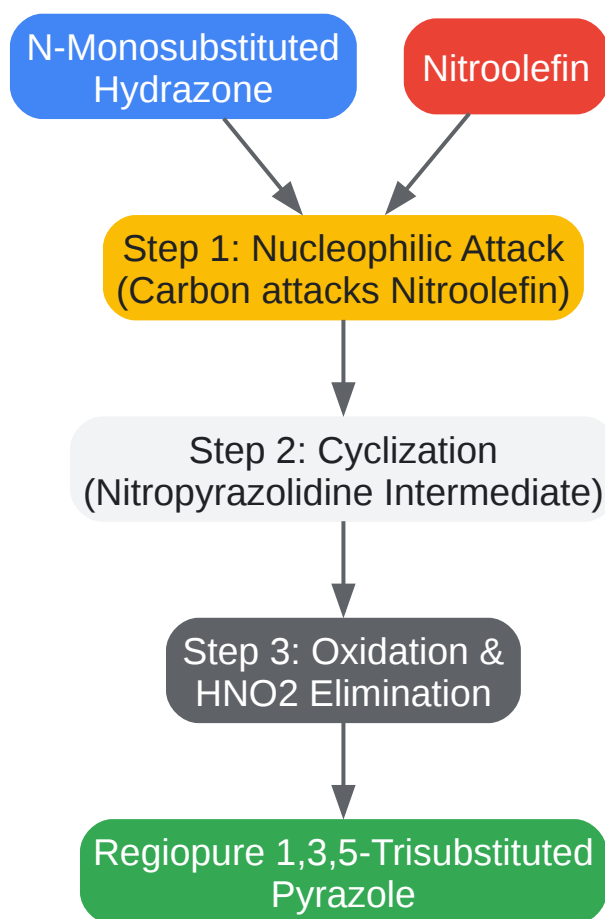 N-Monosubstituted
Hydrazone
Nitroolefin
Step 1: Nucleophilic Attack
(Carbon attacks Nitroolefin)
Step 2: Cyclization
(Nitropyrazolidine Intermediate)
Step 3: Oxidation &
HNO2 Elimination
Regiopure 1,3,5-Trisubstituted
Pyrazole